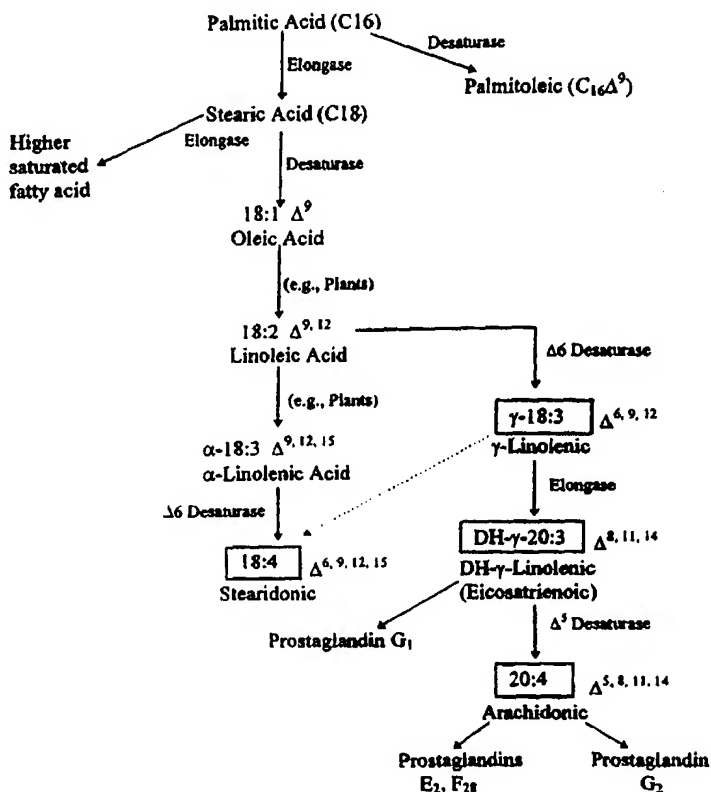 Palmitic Acid (C16)
Desaturase
Elongase
Palmitoleic (C₁₆Δ⁹)
Stearic Acid (C18)
Elongase
Higher
saturated
fatty acid
Desaturase
18:1 Δ⁹
Oleic Acid
(e.g., Plants)
18:2 Δ⁹, ¹²
Linoleic Acid
Δ6 Desaturase
(e.g., Plants)
γ-18:3 Δ⁶, ⁹, ¹²
γ-Linolenic
α-18:3 Δ⁹, ¹², ¹⁵
α-Linolenic Acid
Elongase
Δ6 Desaturase
DH-γ-20:3 Δ⁸, ¹¹, ¹⁴
DH-γ-Linolenic
(Eicosatrienoic)
18:4 Δ⁶, ⁹, ¹², ¹⁵
Stearidonic
Δ⁵ Desaturase
Prostaglandin G₁
20:4 Δ⁵, ⁸, ¹¹, ¹⁴
Arachidonic
Prostaglandins
E₂, F₂₈
Prostaglandin
G₂